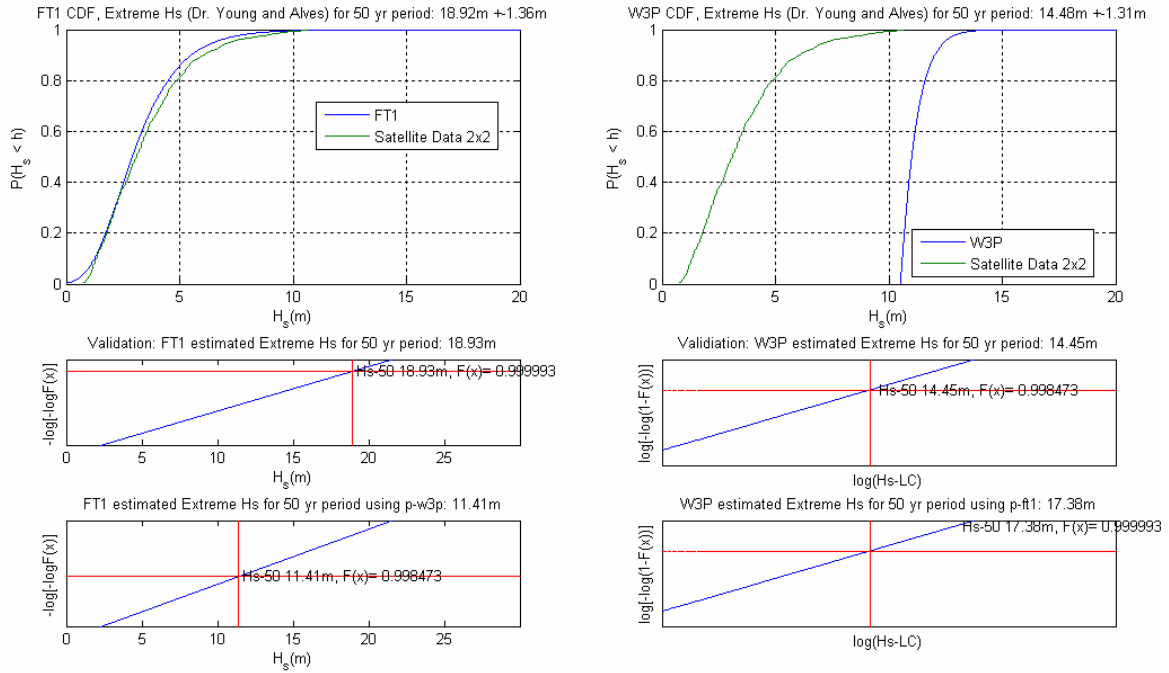 FT1 CDF, Extreme Hs (Dr. Young and Alves) for 50 yr period: 18.92m +-1.36m
P(H_s < h)
1
0.8
0.6
0.4
0.2
0
FT1
Satellite Data 2x2
0 5 10 15 20
H_s(m)
W3P CDF, Extreme Hs (Dr. Young and Alves) for 50 yr period: 14.48m +-1.31m
P(H_s < h)
1
0.8
0.6
0.4
0.2
0
W3P
Satellite Data 2x2
0 5 10 15 20
H_s(m)
Validation: FT1 estimated Extreme Hs for 50 yr period: 18.93m
-log[-logF(x)]
Hs-50 18.93m, F(x)= 0.999993
0 5 10 15 20 25
H_s(m)
Validation: W3P estimated Extreme Hs for 50 yr period: 14.45m
log[-log(1-F(x))]
Hs-50 14.45m, F(x)= 0.998473
log(Hs-LC)
FT1 estimated Extreme Hs for 50 yr period using p-w3p: 11.41m
-log[-logF(x)]
Hs-50 11.41m, F(x)= 0.998473
0 5 10 15 20 25
H_s(m)
W3P estimated Extreme Hs for 50 yr period using p-ft1: 17.38m
log[-log(1-F(x))]
Hs-50 17.38m, F(x)= 0.999993
log(Hs-LC)